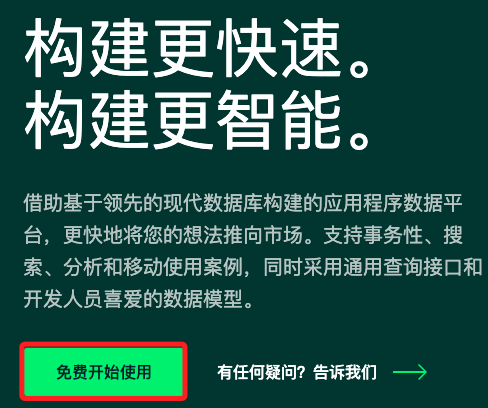 构建更快速。
构建更智能。
借助基于领先的现代数据库构建的应用程序数据平
台，更快地将您的想法推向市场。支持事务性、搜
索、分析和移动使用案例，同时采用通用查询接口和
开发人员喜爱的数据模型。
免费开始使用
有任何疑问？告诉我们